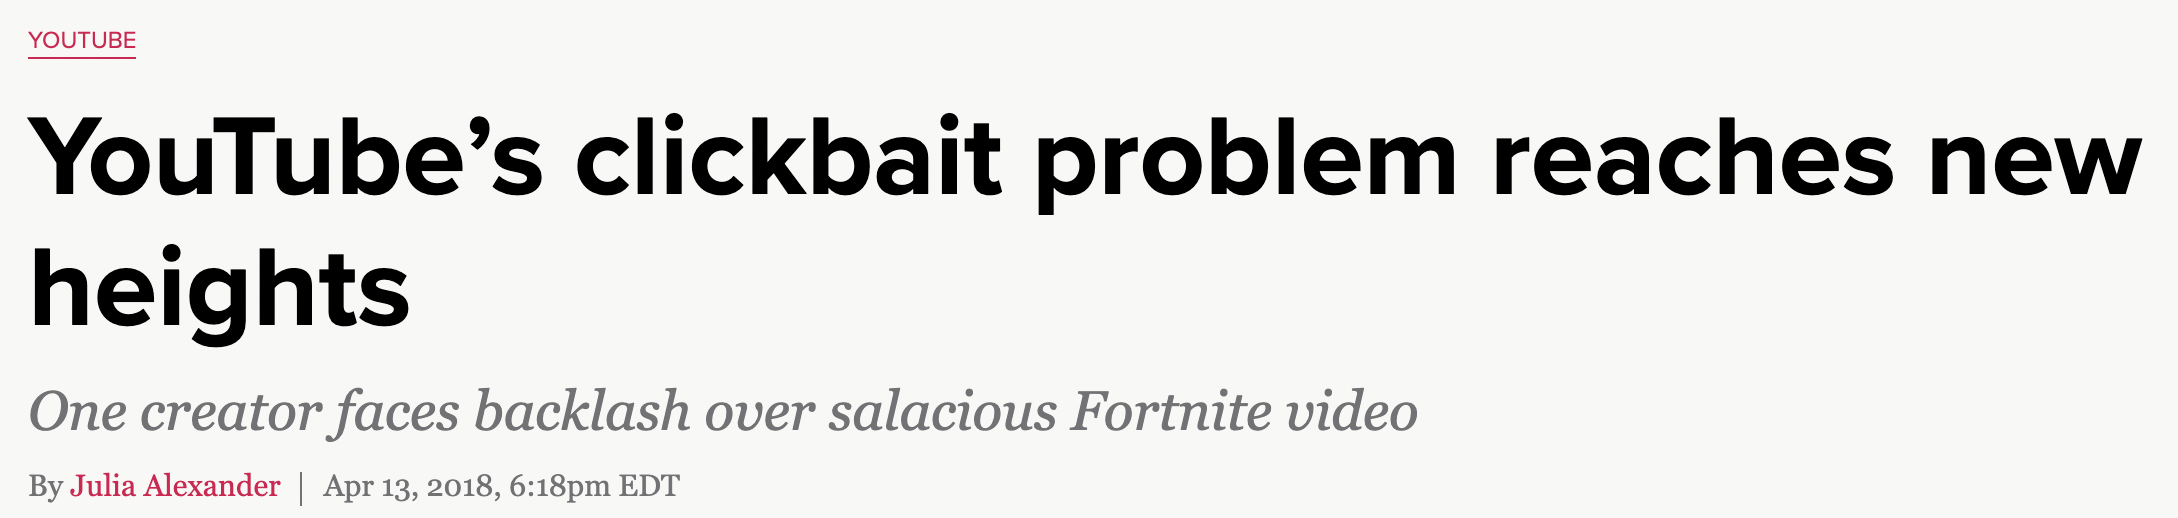 YOUTUBE
YouTube’s clickbait problem reaches new
heights
One creator faces backlash over salacious Fortnite video
By Julia Alexander | Apr 13, 2018, 6:18pm EDT